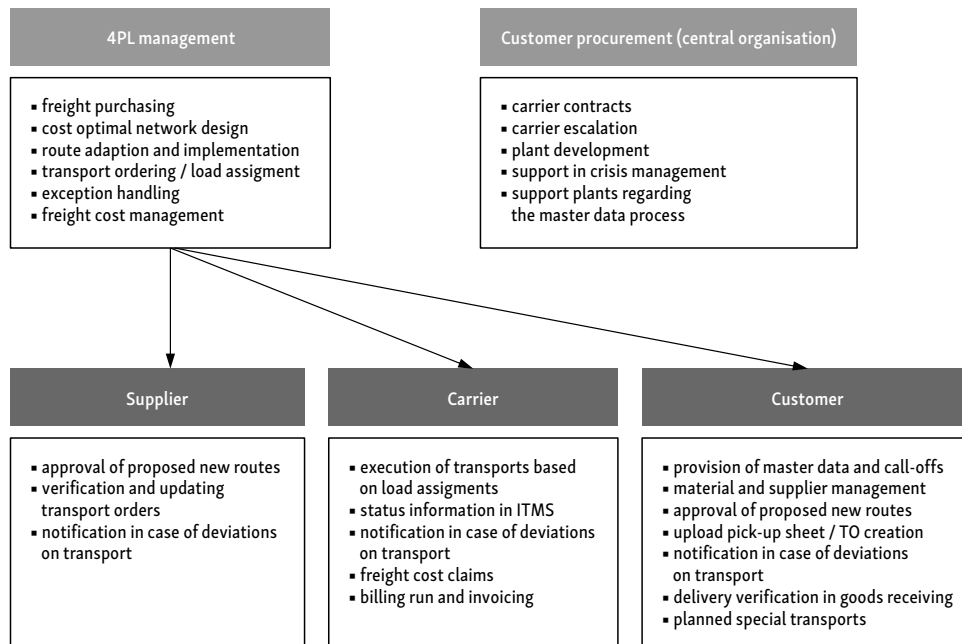 4PL management
▪ freight purchasing
▪ cost optimal network design
▪ route adaption and implementation
▪ transport ordering / load assigment
▪ exception handling
▪ freight cost management
Customer procurement (central organisation)
▪ carrier contracts
▪ carrier escalation
▪ plant development
▪ support in crisis management
▪ support plants regarding
the master data process
Supplier
▪ approval of proposed new routes
▪ verification and updating
transport orders
▪ notification in case of deviations
on transport
Carrier
▪ execution of transports based
on load assigments
▪ status information in ITMS
▪ notification in case of deviations
on transport
▪ freight cost claims
▪ billing run and invoicing
Customer
▪ provision of master data and call-offs
▪ material and supplier management
▪ approval of proposed new routes
▪ upload pick-up sheet / TO creation
▪ notification in case of deviations
on transport
▪ delivery verification in goods receiving
▪ planned special transports